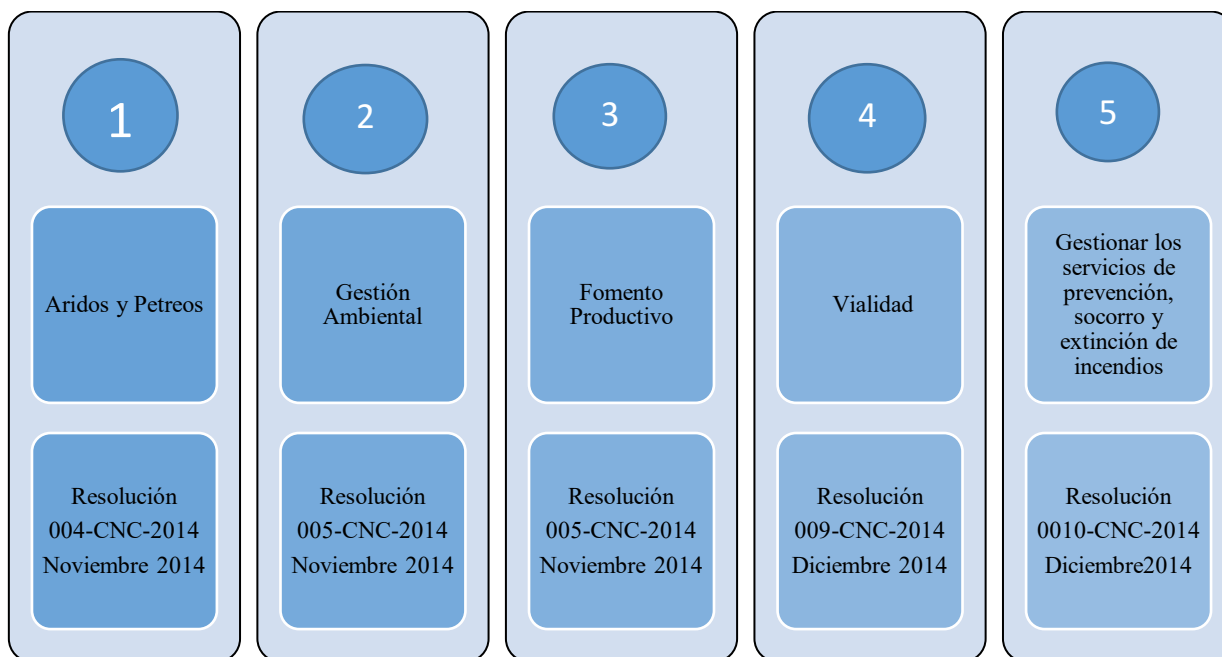 1
Aridos y Petreos
Resolución
004-CNC-2014
Noviembre 2014
2
Gestión
Ambiental
Resolución
005-CNC-2014
Noviembre 2014
3
Fomento
Productivo
Resolución
005-CNC-2014
Noviembre 2014
4
Vialidad
Resolución
009-CNC-2014
Diciembre 2014
5
Gestionar los
servicios de
prevención,
socorro y
extinción de
incendios
Resolución
0010-CNC-2014
Diciembre2014